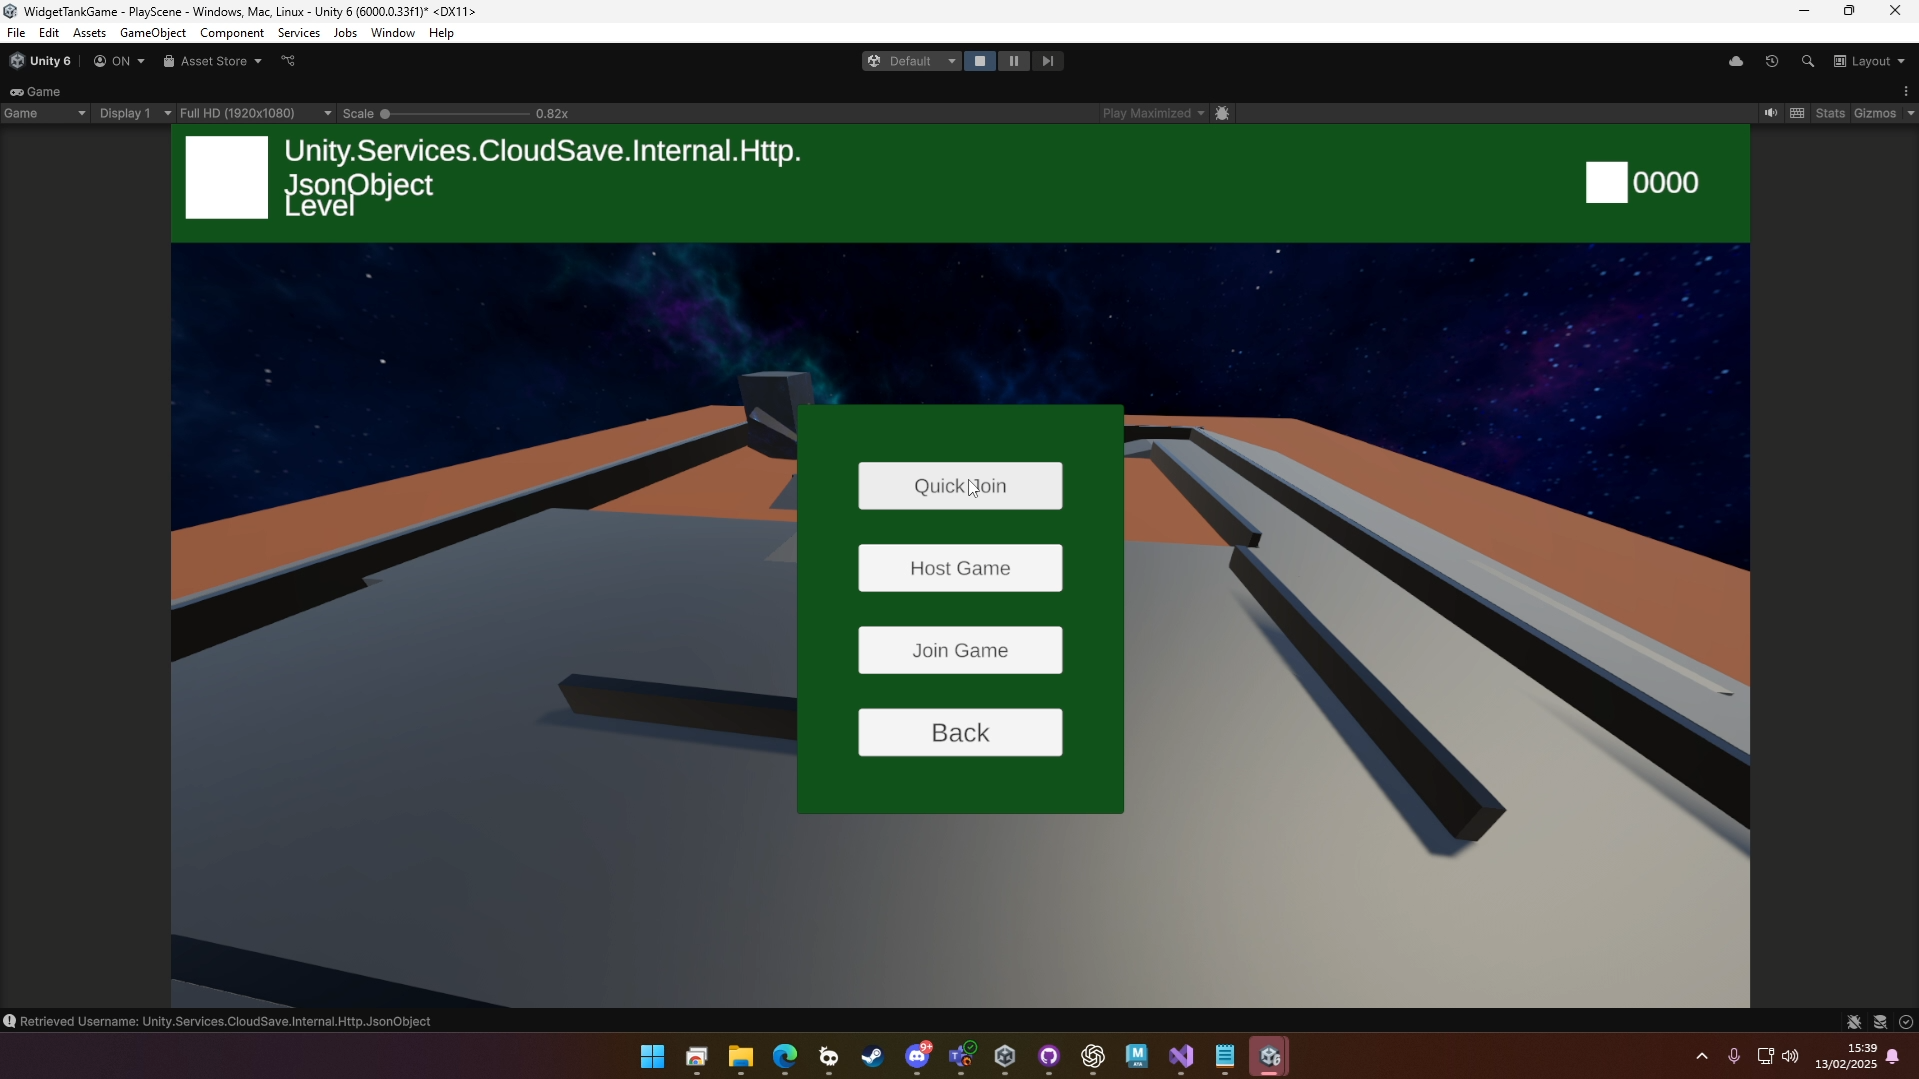 WidgetTankGame - PlayScene - Windows, Mac, Linux - Unity 6 (6000.0.33f1)* <DX11>
File Edit Assets GameObject Component Services Jobs Window Help
Unity 6 ON Asset Store Default Layout
Game
Game Display 1 Full HD (1920x1080) Scale 0.82x Play Maximized Stats Gizmos
Unity.Services.CloudSave.Internal.Http.
JsonObject
Level
0000
Quick Join
Host Game
Join Game
Back
Retrieved Username: Unity.Services.CloudSave.Internal.Http.JsonObject
9+
15:39
13/02/2025